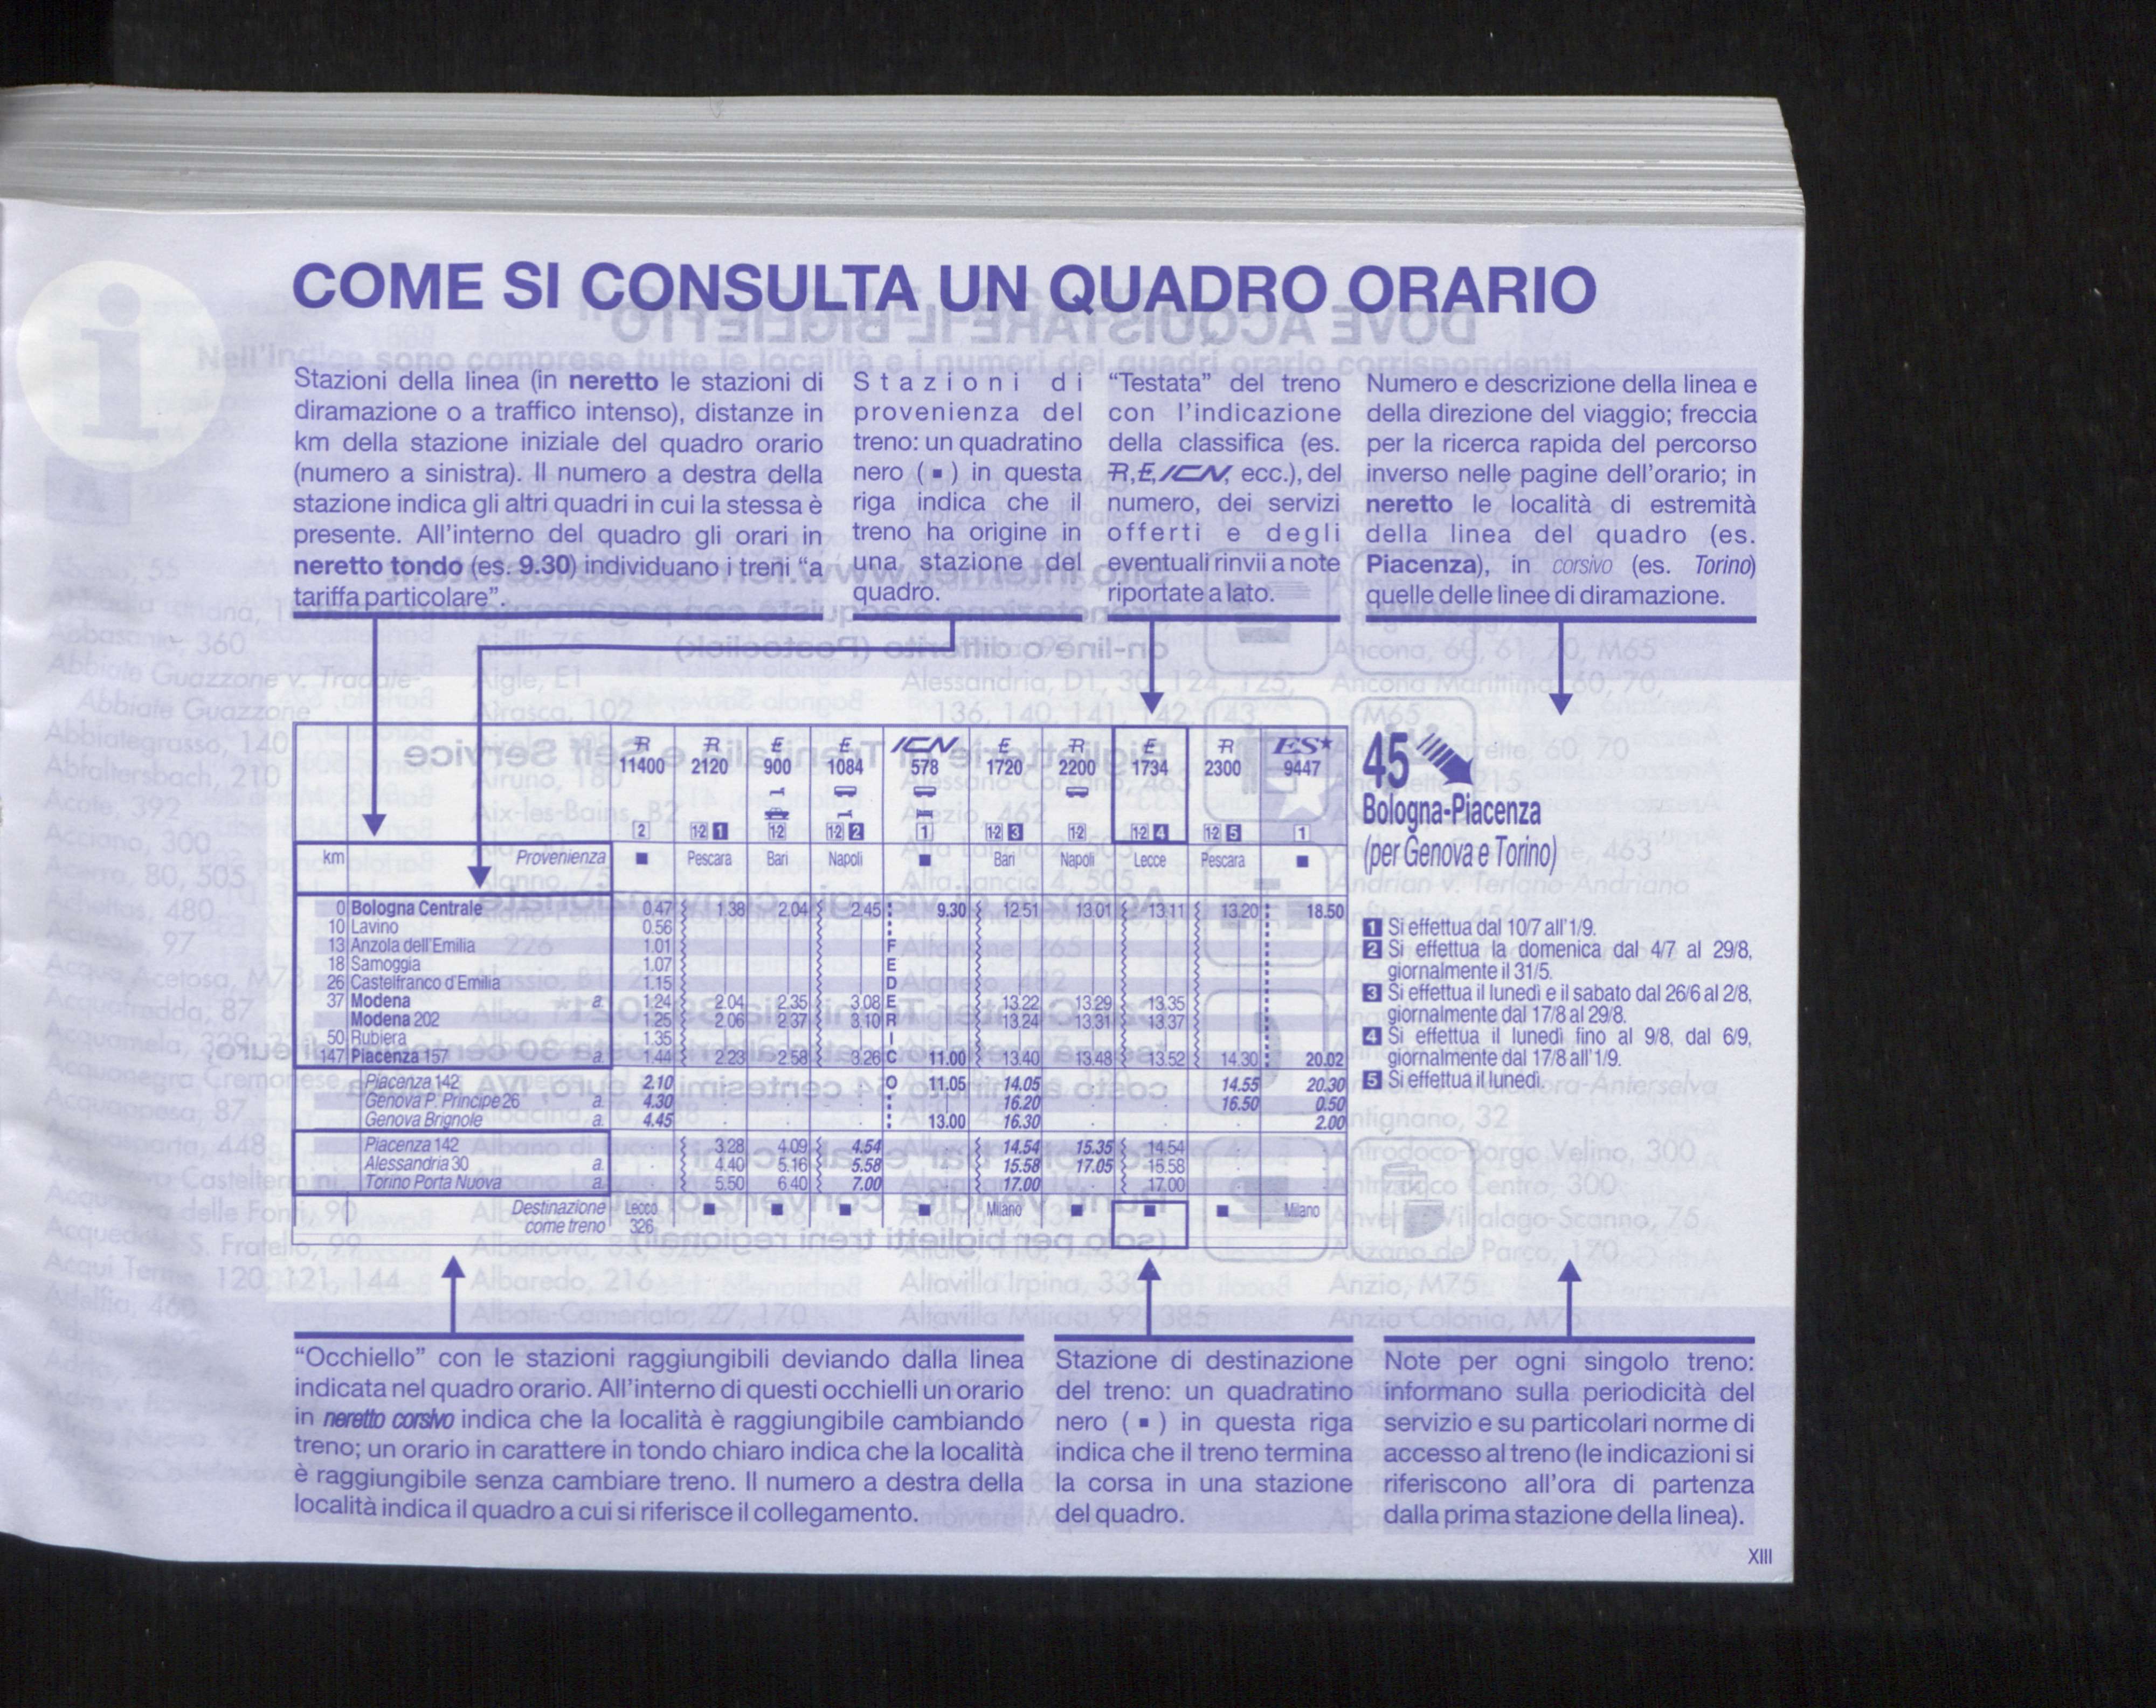 COME SI CONSULTA UN QUADRO ORARIO
Stazioni della linea (in neretto le stazioni di
diramazione o a traffico intenso), distanze in
km della stazione iniziale del quadro orario
(numero a sinistra). Il numero a destra della
stazione indica gli altri quadri in cui la stessa è
presente. All'interno del quadro gli orari in
neretto tondo (es. 9.30) individuano i treni “a
tariffa particolare”.
Stazioni di
provenienza del
treno: un quadratino
nero ( ▪ ) in questa
riga indica che il
treno ha origine in
una stazione del
quadro.
“Testata” del treno
con l'indicazione
della classifica (es.
R, E, ICN, ecc.), del
numero, dei servizi
offerti e degli
eventuali rinvii a note
riportate a lato.
Numero e descrizione della linea e
della direzione del viaggio; freccia
per la ricerca rapida del percorso
inverso nelle pagine dell'orario; in
neretto le località di estremità
della linea del quadro (es.
Piacenza), in corsivo (es. Torino)
quelle delle linee di diramazione.
R R E E ICN E R E R ES★
11400 2120 900 1084 578 1720 2200 1734 2300 9447
2 1-2 1 1-2 1-2 2 1 1-2 3 1-2 1-2 4 1-2 5 1
km Provenienza ■ Pescara Bari Napoli ■ Bari Napoli Lecce Pescara ■
0 Bologna Centrale 0.47 1.38 2.04 2.45 9.30 12.51 13.01 13.11 13.20 18.50
10 Lavino 0.56
13 Anzola dell'Emilia 1.01 F
18 Samoggia 1.07 E
26 Castelfranco d'Emilia 1.15 D
37 Modena a. 1.24 2.04 2.35 3.08 E 13.22 13.29 13.35
Modena 202 1.25 2.06 2.37 3.10 R 13.24 13.31 13.37
50 Rubiera 1.35 I
147 Piacenza 157 a. 1.44 2.23 2.58 3.26 C 11.00 13.40 13.48 13.52 14.30 20.02
Piacenza 142 2.10 O 11.05 14.05 14.55 20.30
Genova P. Principe 26 a. 4.30 16.20 16.50 0.50
Genova Brignole a. 4.45 13.00 16.30 2.00
Piacenza 142 3.28 4.09 4.54 14.54 15.35 14.54
Alessandria 30 a. 4.40 5.16 5.58 15.58 17.05 15.58
Torino Porta Nuova a. 5.50 6.40 7.00 17.00 17.00
Destinazione Lecco ■ ■ ■ Milano ■ ■ ■ Milano
come treno 326
45
Bologna-Piacenza
(per Genova e Torino)
1 Si effettua dal 10/7 all'1/9.
2 Si effettua la domenica dal 4/7 al 29/8,
giornalmente il 31/5.
3 Si effettua il lunedì e il sabato dal 26/6 al 2/8,
giornalmente dal 17/8 al 29/8.
4 Si effettua il lunedì fino al 9/8, dal 6/9,
giornalmente dal 17/8 all'1/9.
5 Si effettua il lunedì.
“Occhiello” con le stazioni raggiungibili deviando dalla linea
indicata nel quadro orario. All'interno di questi occhielli un orario
in neretto corsivo indica che la località è raggiungibile cambiando
treno; un orario in carattere in tondo chiaro indica che la località
è raggiungibile senza cambiare treno. Il numero a destra della
località indica il quadro a cui si riferisce il collegamento.
Stazione di destinazione
del treno: un quadratino
nero ( ▪ ) in questa riga
indica che il treno termina
la corsa in una stazione
del quadro.
Note per ogni singolo treno:
informano sulla periodicità del
servizio e su particolari norme di
accesso al treno (le indicazioni si
riferiscono all'ora di partenza
dalla prima stazione della linea).
XIII